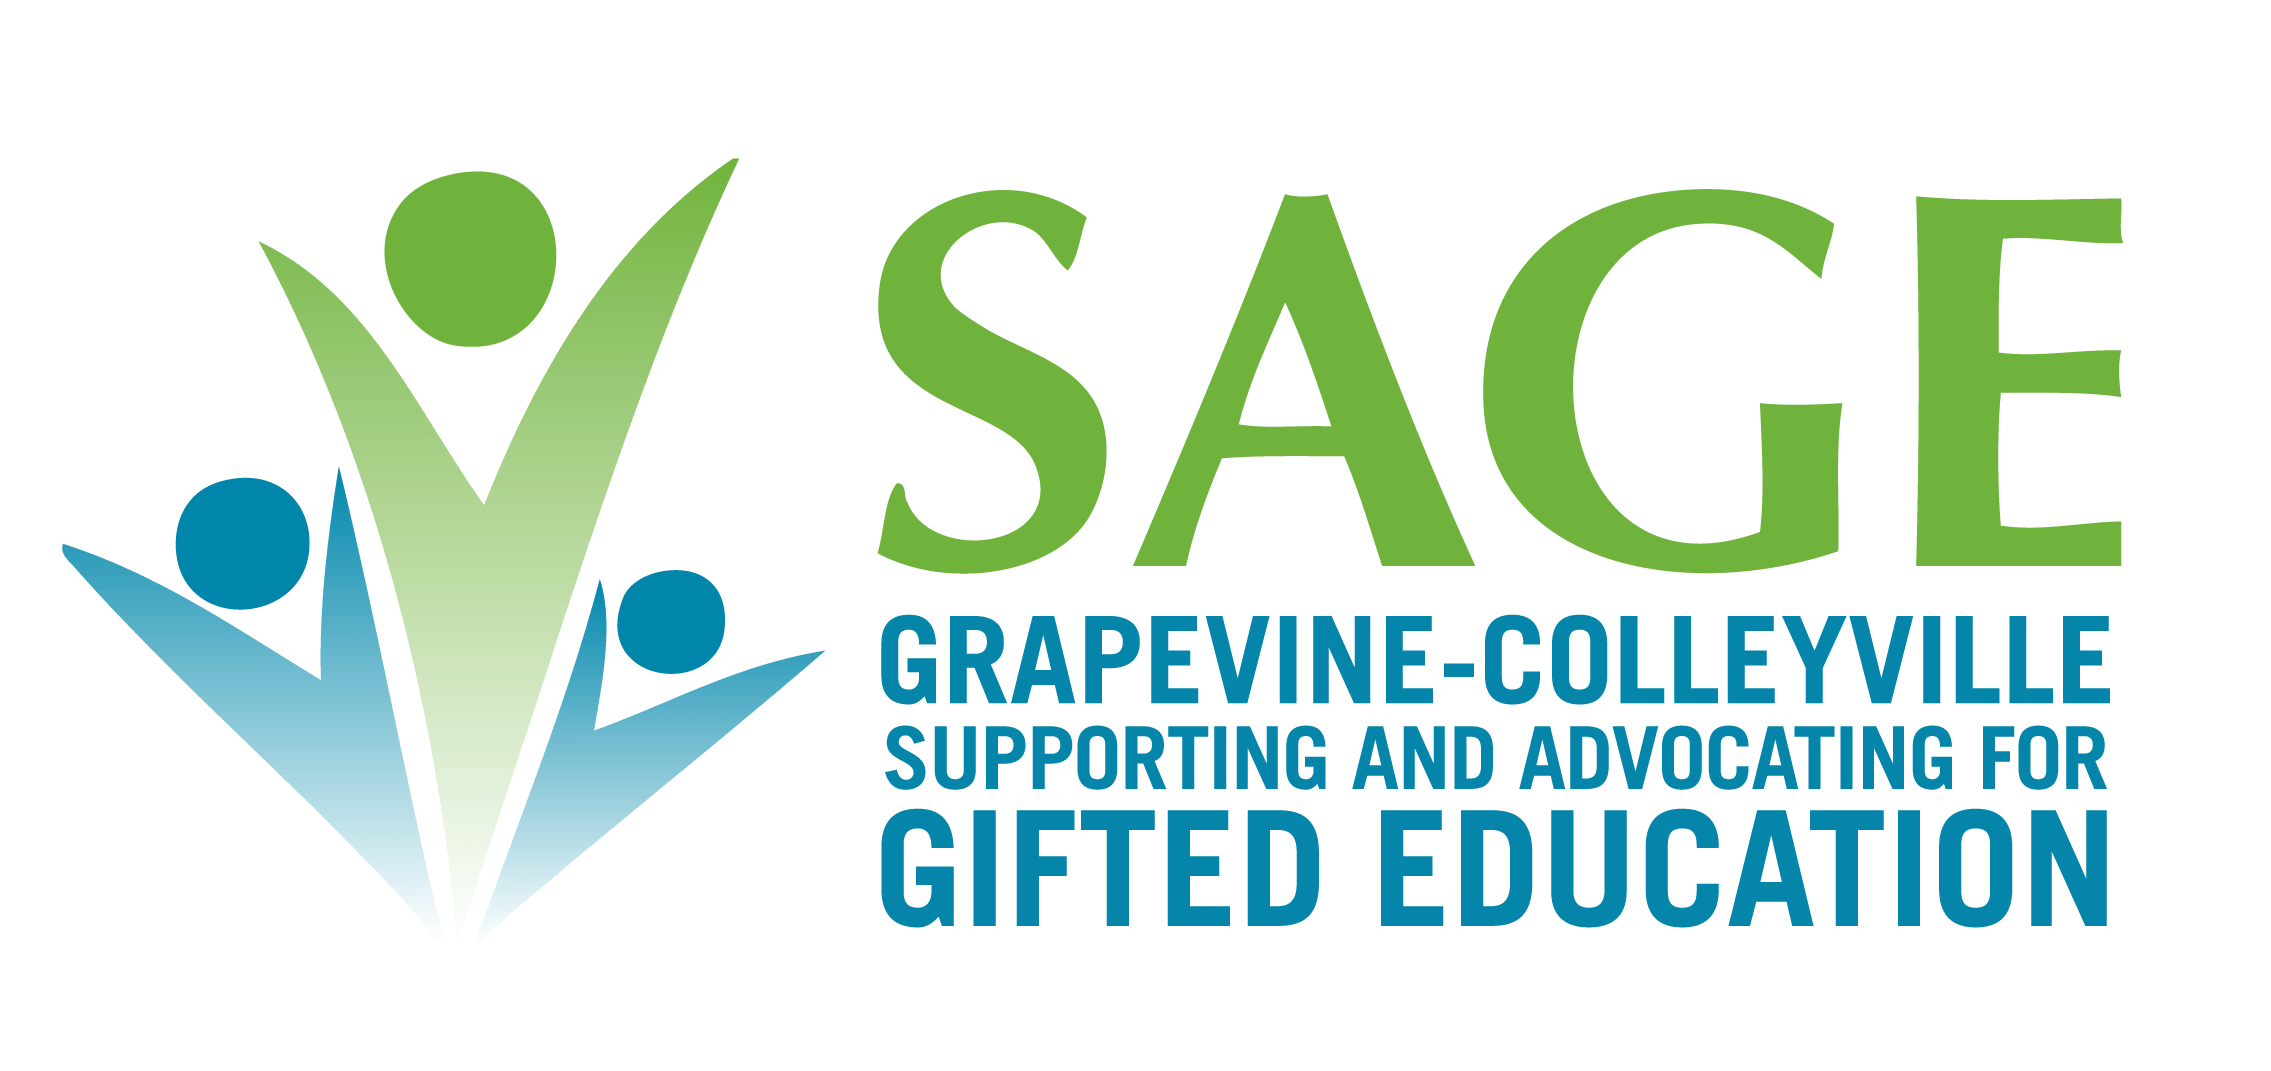 SAGE
GRAPEVINE-COLLEYVILLE
SUPPORTING AND ADVOCATING FOR
GIFTED EDUCATION